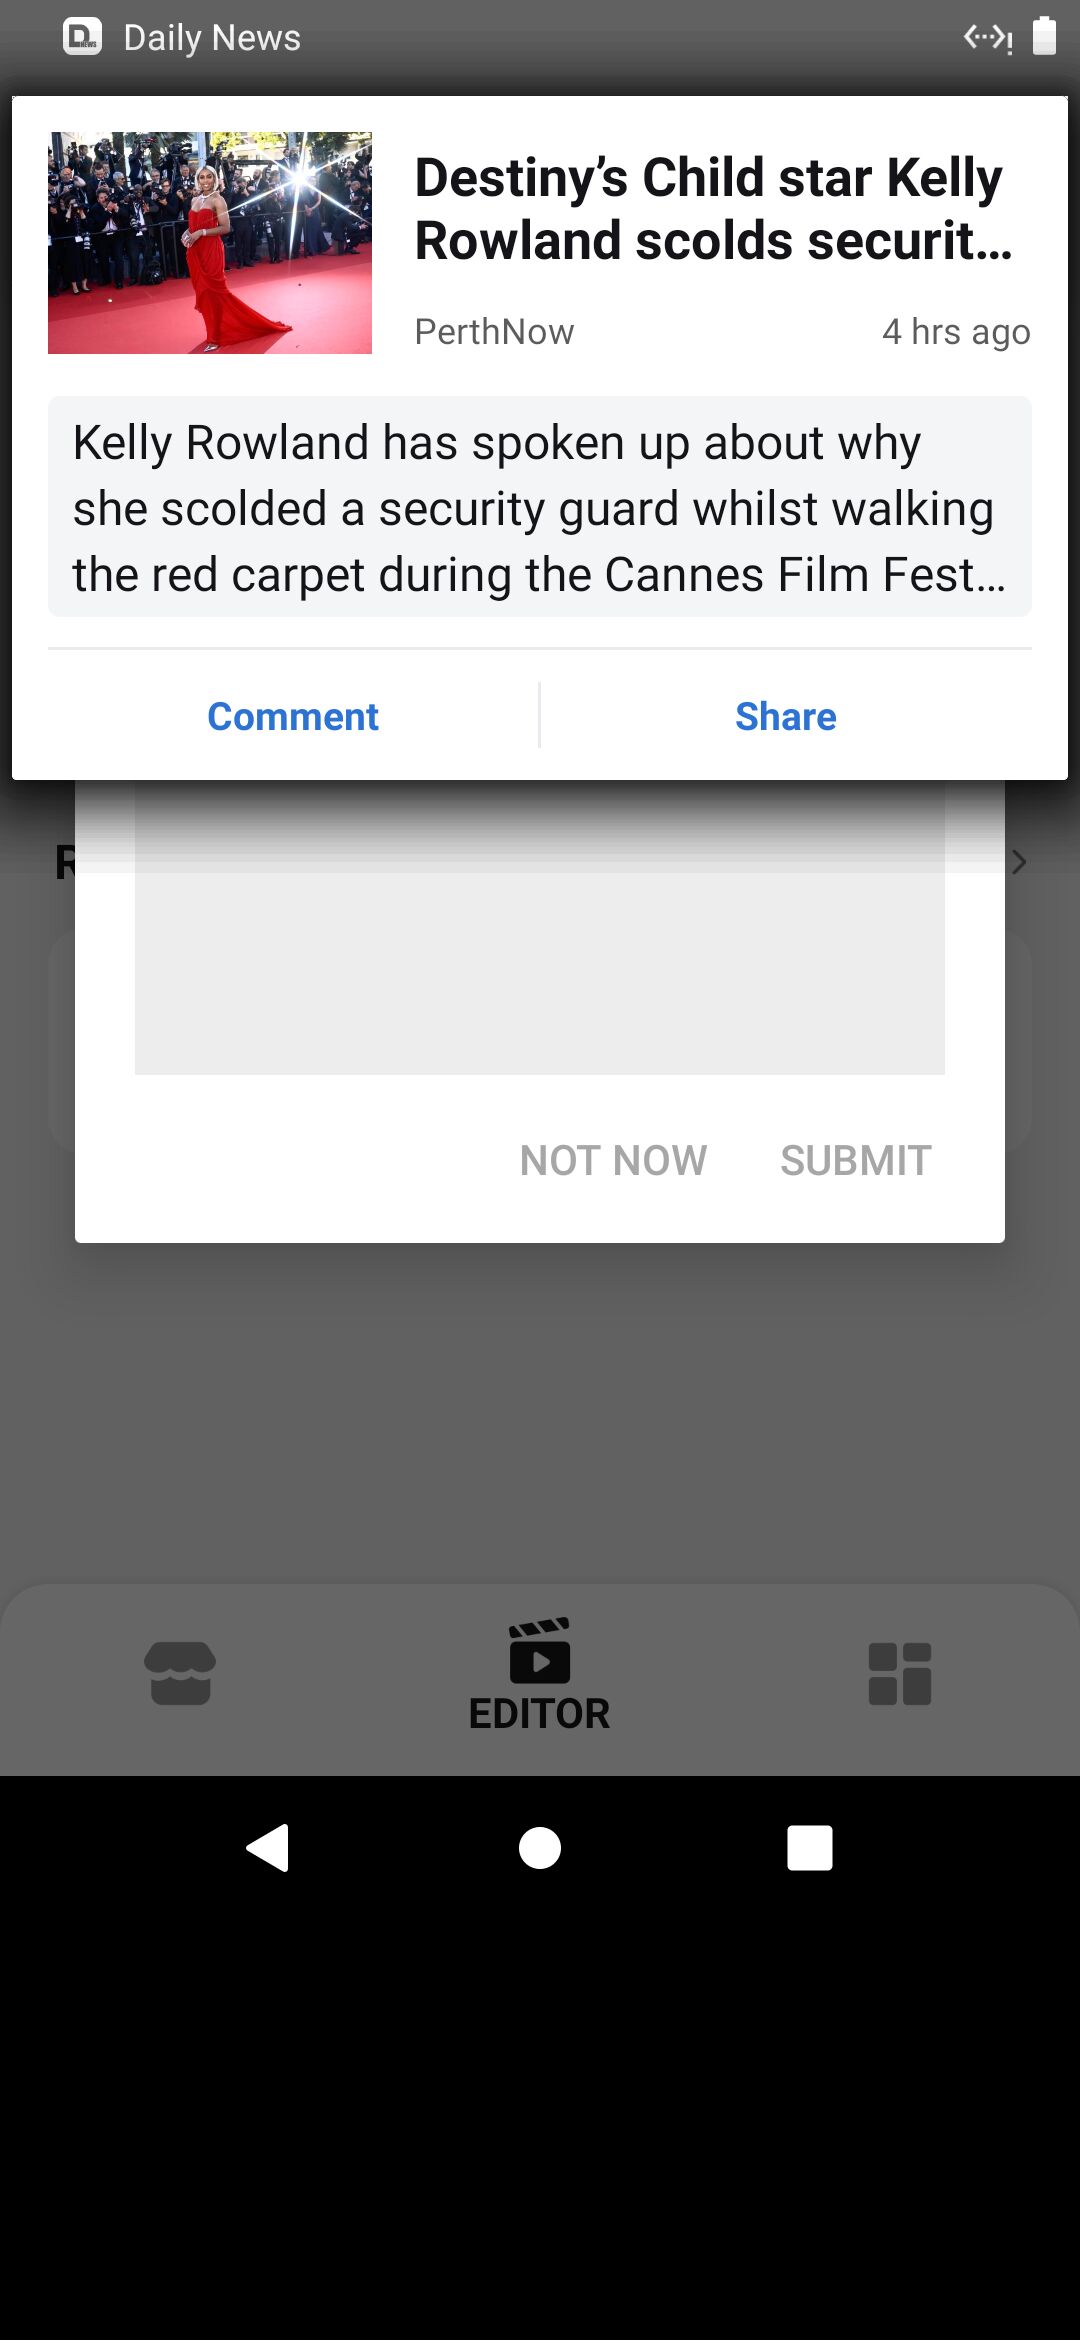 Daily News
Destiny’s Child star Kelly
Rowland scolds securit…
PerthNow
4 hrs ago
Kelly Rowland has spoken up about why
she scolded a security guard whilst walking
the red carpet during the Cannes Film Fest…
Comment
Share
NOT NOW
SUBMIT
EDITOR